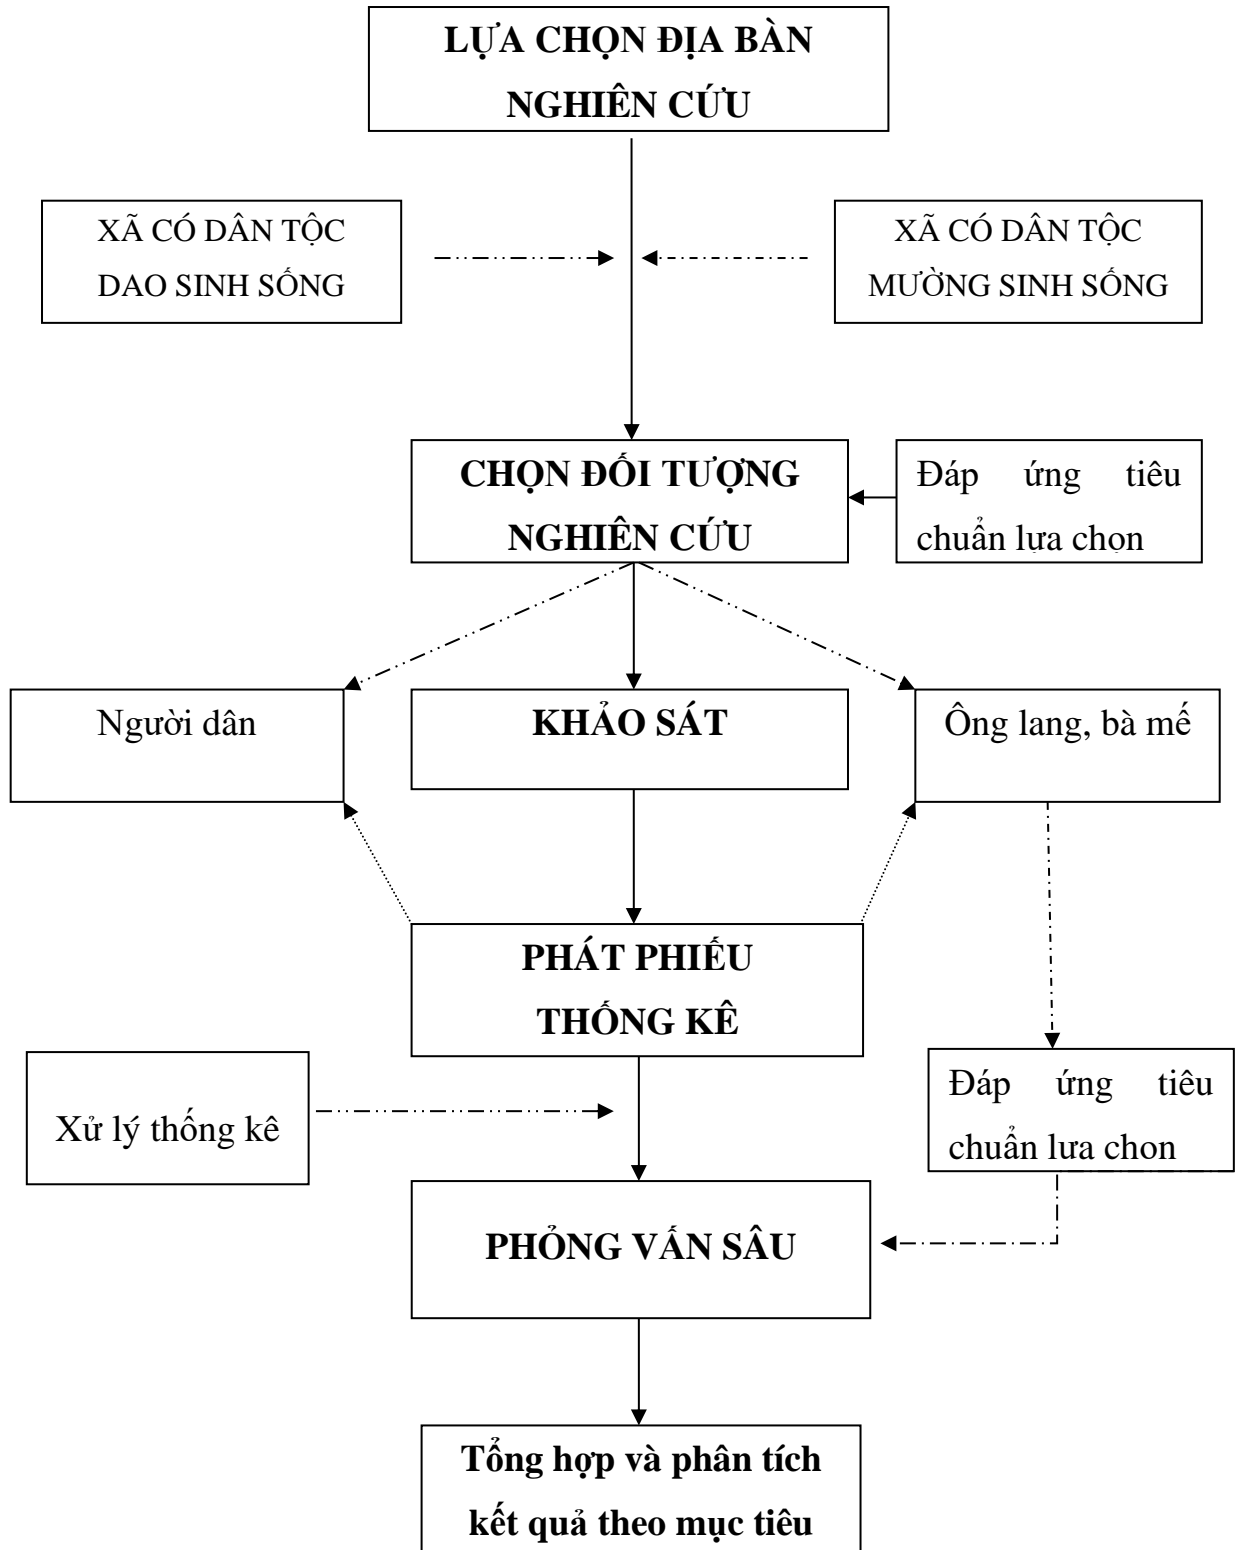 LỰA CHỌN ĐỊA BÀN
NGHIÊN CỨU
XÃ CÓ DÂN TỘC
DAO SINH SỐNG
XÃ CÓ DÂN TỘC
MƯỜNG SINH SỐNG
CHỌN ĐỐI TƯỢNG
NGHIÊN CỨU
Đáp ứng tiêu
chuẩn lựa chọn
Người dân
KHẢO SÁT
Ông lang, bà mế
PHÁT PHIẾU
THỐNG KÊ
Xử lý thống kê
Đáp ứng tiêu
chuẩn lựa chọn
PHỎNG VẤN SÂU
Tổng hợp và phân tích
kết quả theo mục tiêu